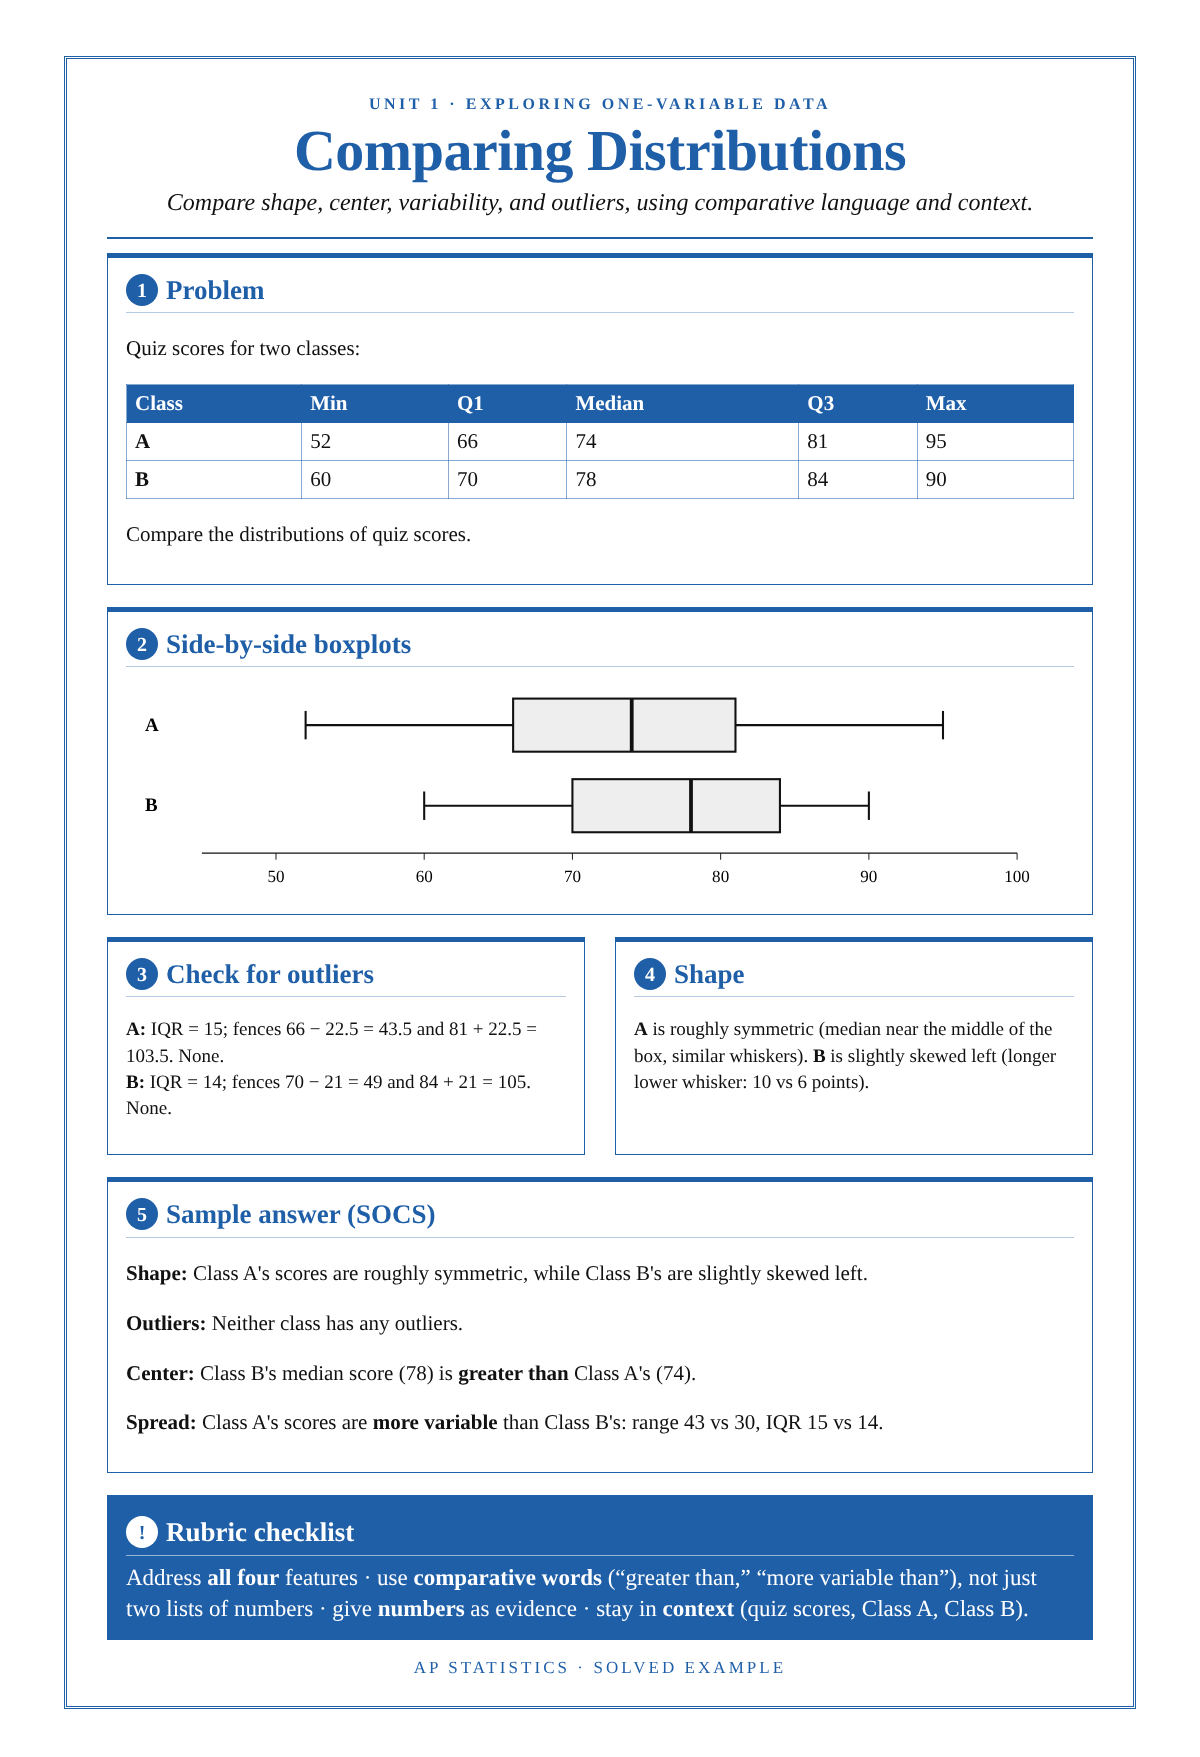 UNIT 1 · EXPLORING ONE-VARIABLE DATA
Comparing Distributions
Compare shape, center, variability, and outliers, using comparative language and context.
1 Problem
Quiz scores for two classes:
Class Min Q1 Median Q3 Max
A 52 66 74 81 95
B 60 70 78 84 90
Compare the distributions of quiz scores.
2 Side-by-side boxplots
A
B
50 60 70 80 90 100
3 Check for outliers
A: IQR = 15; fences 66 − 22.5 = 43.5 and 81 + 22.5 =
103.5. None.
B: IQR = 14; fences 70 − 21 = 49 and 84 + 21 = 105.
None.
4 Shape
A is roughly symmetric (median near the middle of the
box, similar whiskers). B is slightly skewed left (longer
lower whisker: 10 vs 6 points).
5 Sample answer (SOCS)
Shape: Class A's scores are roughly symmetric, while Class B's are slightly skewed left.
Outliers: Neither class has any outliers.
Center: Class B's median score (78) is greater than Class A's (74).
Spread: Class A's scores are more variable than Class B's: range 43 vs 30, IQR 15 vs 14.
! Rubric checklist
Address all four features · use comparative words (“greater than,” “more variable than”), not just
two lists of numbers · give numbers as evidence · stay in context (quiz scores, Class A, Class B).
AP STATISTICS · SOLVED EXAMPLE